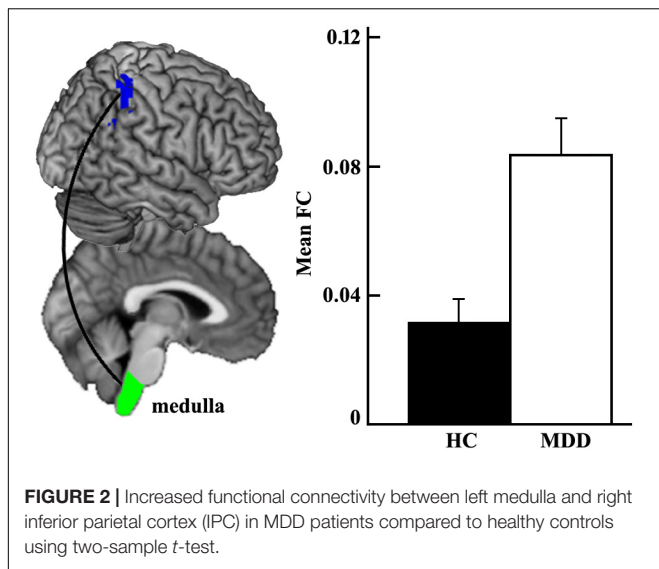 medulla
Mean FC
0.12
0.08
0.04
0
HC MDD
FIGURE 2 | Increased functional connectivity between left medulla and right
inferior parietal cortex (IPC) in MDD patients compared to healthy controls
using two-sample t-test.